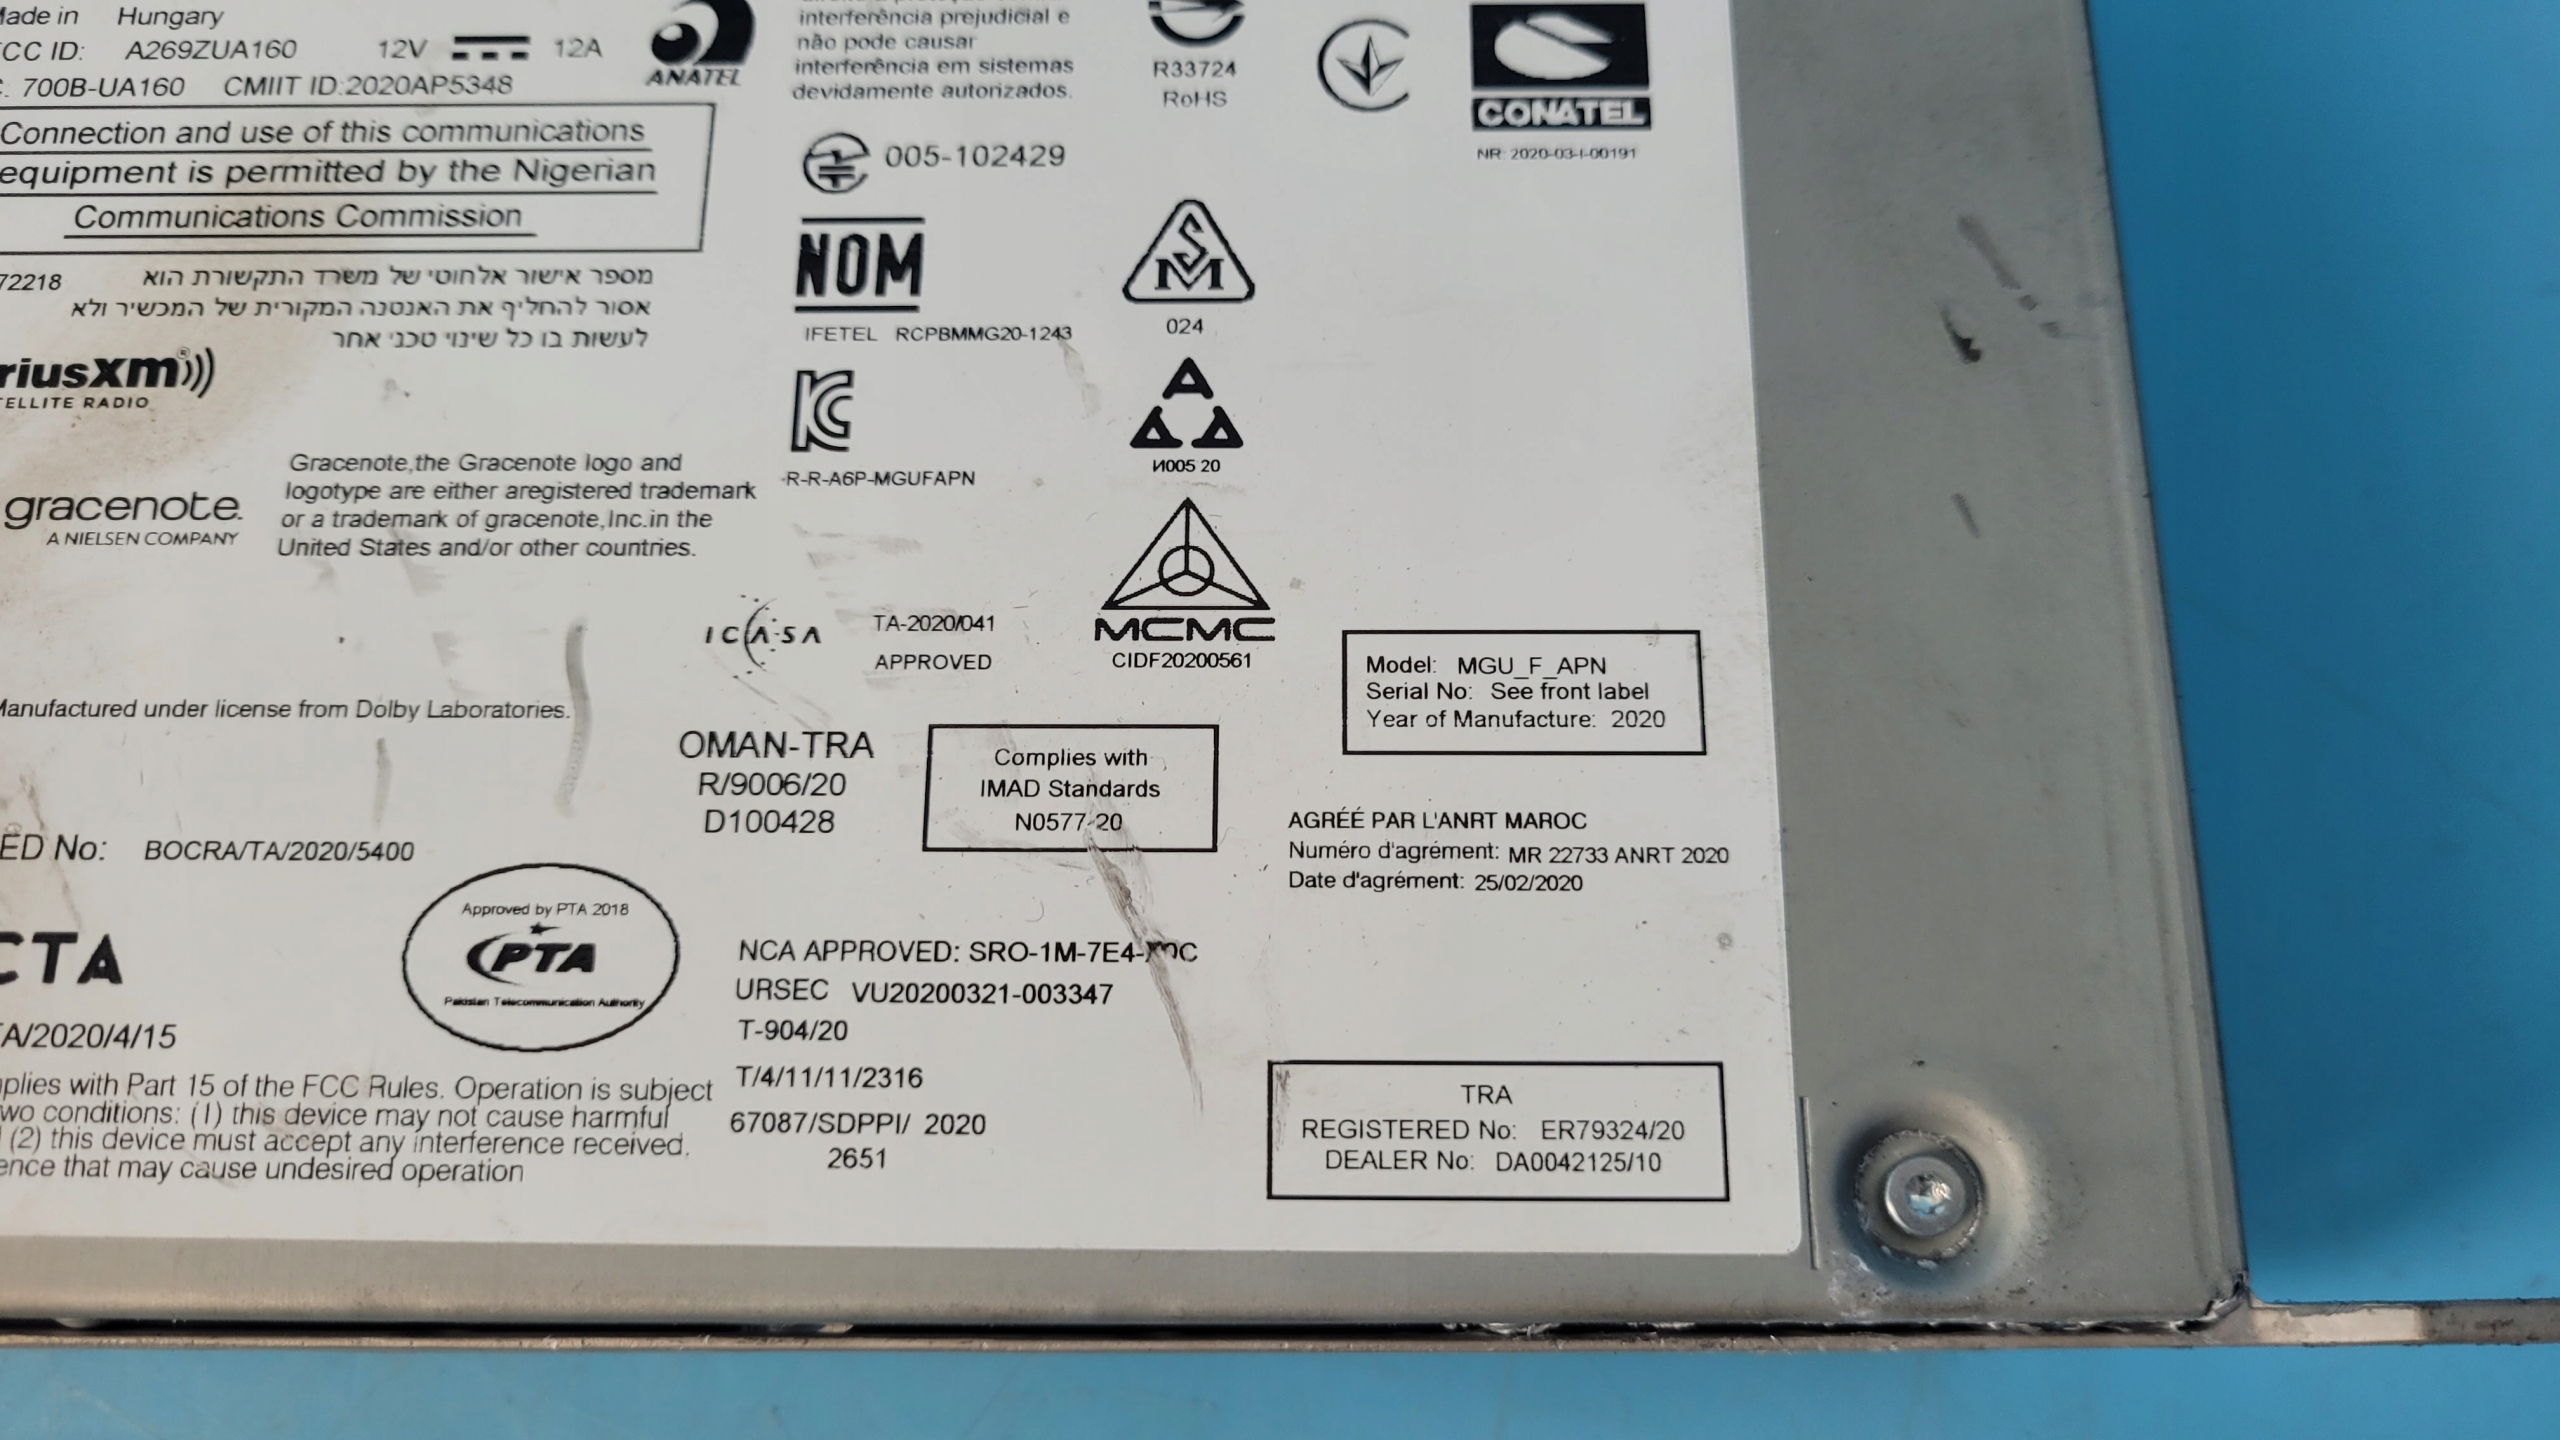 Made in Hungary
FCC ID: A269ZUA160 12V 12A
700B-UA160 CMIIT ID:2020AP5348
ANATEL
interferência prejudicial e
não pode causar
interferência em sistemas
devidamente autorizados.
R33724
RoHS
CONATEL
NR: 2020-03-I-00191
Connection and use of this communications
equipment is permitted by the Nigerian
Communications Commission
005-102429
NOM
IFETEL RCPBMMG20-1243
SM
024
72218 מספר אישור אלחוטי של משרד התקשורת הוא
אסור להחליף את האנטנה המקורית של המכשיר ולא
לעשות בו כל שינוי טכני אחר
riusxm
TELLITE RADIO
KC
-R-R-A6P-MGUFAPN
И005 20
gracenote.
A NIELSEN COMPANY
Gracenote,the Gracenote logo and
logotype are either aregistered trademark
or a trademark of gracenote,Inc.in the
United States and/or other countries.
ICASA
TA-2020/041
APPROVED
MCMC
CIDF20200561
Model: MGU_F_APN
Serial No: See front label
Year of Manufacture: 2020
Manufactured under license from Dolby Laboratories.
OMAN-TRA
R/9006/20
D100428
Complies with
IMAD Standards
N0577-20
AGRÉÉ PAR L'ANRT MAROC
Numéro d'agrément: MR 22733 ANRT 2020
Date d'agrément: 25/02/2020
ED No: BOCRA/TA/2020/5400
Approved by PTA 2018
PTA
Pakistan Telecommunication Authority
CTA
A/2020/4/15
NCA APPROVED:
URSEC VU20200321-003347
T-904/20
T/4/11/11/2316
67087/SDPPI/ 2020
2651
plies with Part 15 of the FCC Rules. Operation is subject
two conditions: (1) this device may not cause harmful
(2) this device must accept any interference received.
ence that may cause undesired operation
TRA
REGISTERED No: ER79324/20
DEALER No: DA0042125/10